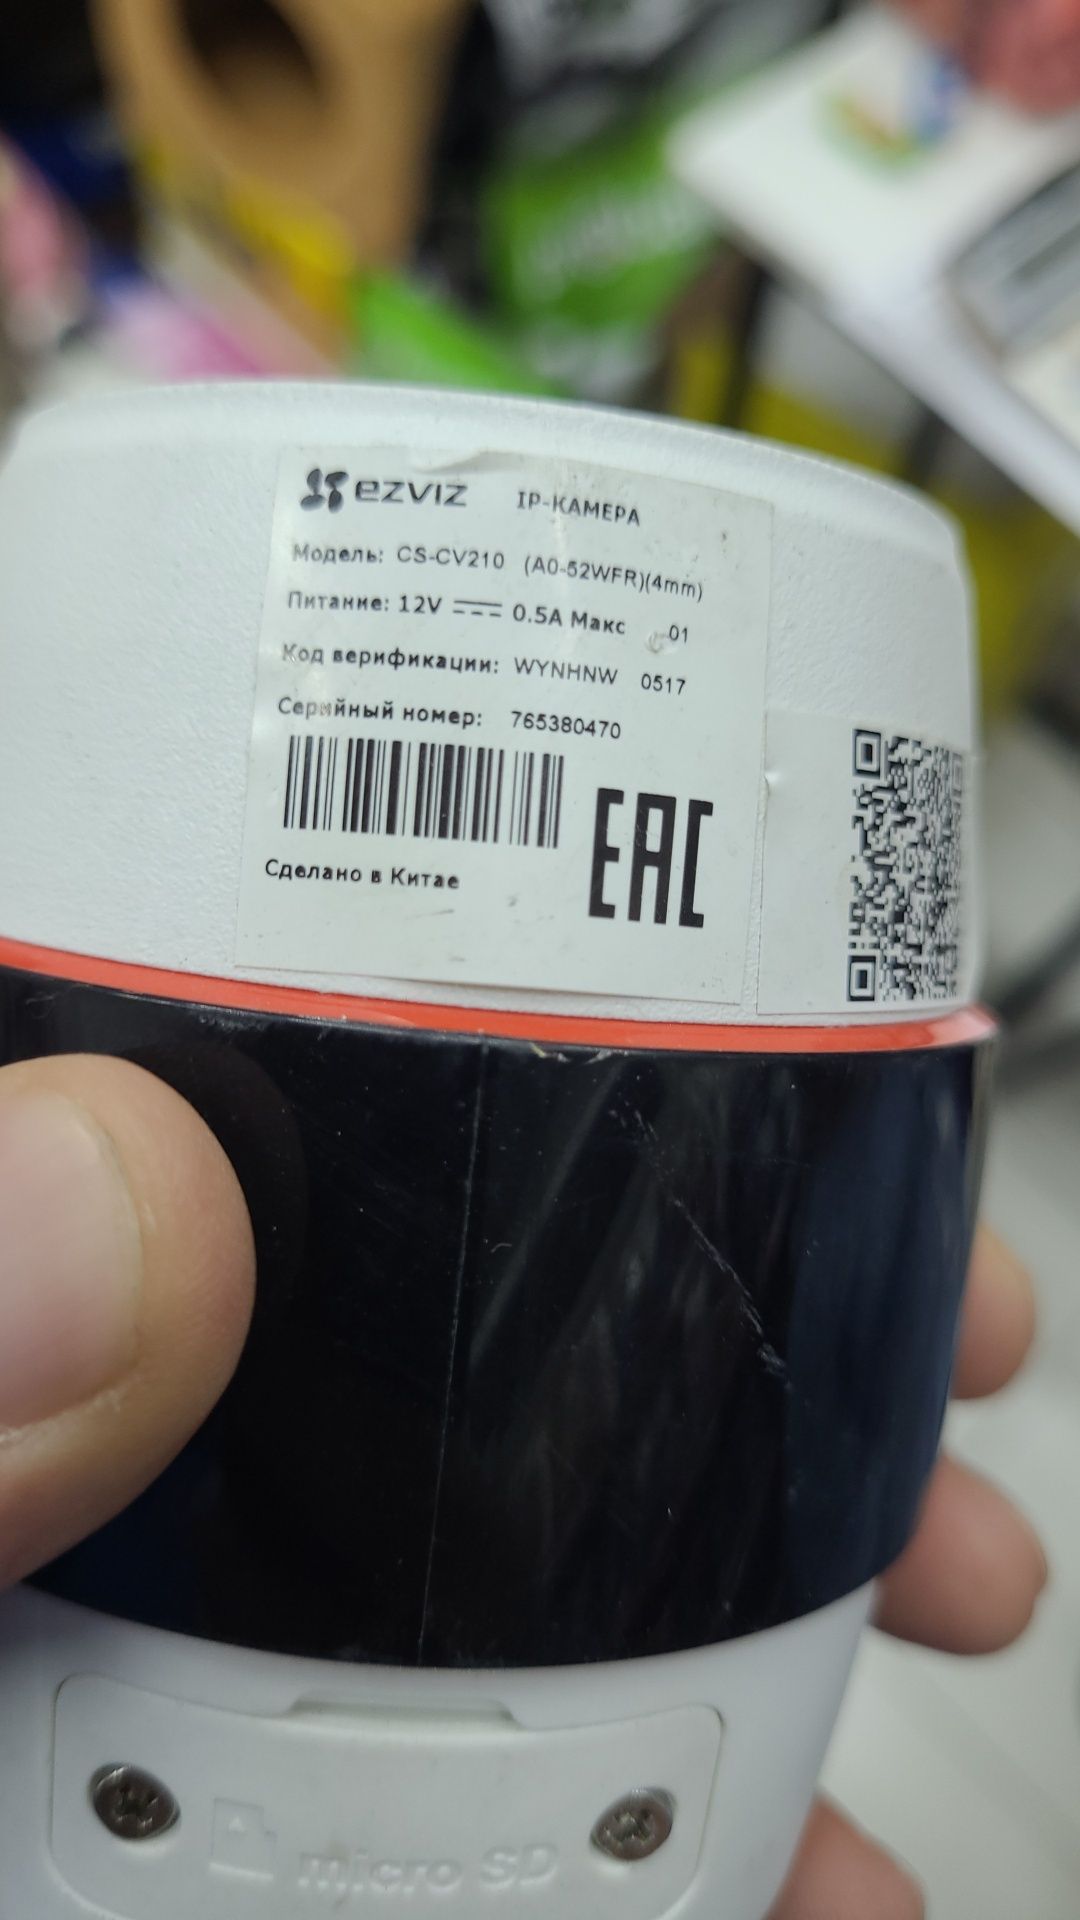 ezviz IP-КАМЕРА
Модель: CS-CV210 (A0-52WFR)(4mm)
Питание: 12V 0.5A Макс 01
Код верификации: WYNHNW 0517
Серийный номер: 765380470
EAC
Сделано в Китае
micro SD